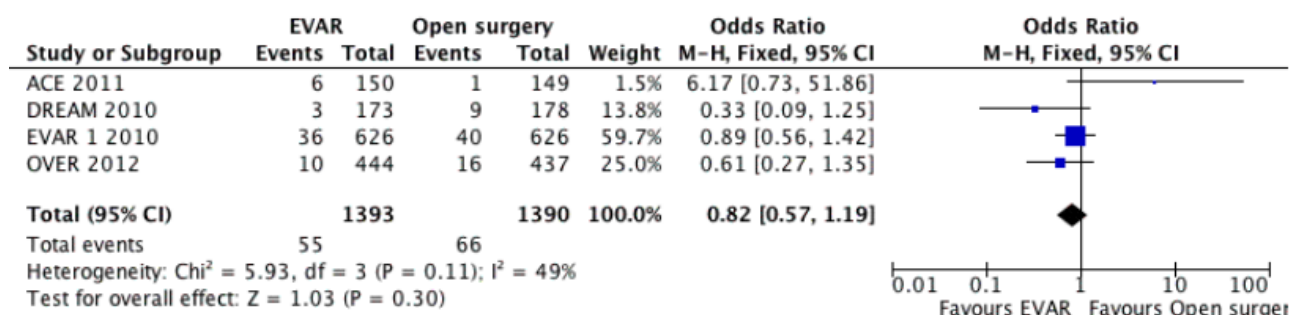 EVAR Open surgery Odds Ratio Odds Ratio
Study or Subgroup Events Total Events Total Weight M-H, Fixed, 95% CI M-H, Fixed, 95% CI
ACE 2011 6 150 1 149 1.5% 6.17 [0.73, 51.86]
DREAM 2010 3 173 9 178 13.8% 0.33 [0.09, 1.25]
EVAR 1 2010 36 626 40 626 59.7% 0.89 [0.56, 1.42]
OVER 2012 10 444 16 437 25.0% 0.61 [0.27, 1.35]
Total (95% CI) 1393 1390 100.0% 0.82 [0.57, 1.19]
Total events 55 66
Heterogeneity: Chi² = 5.93, df = 3 (P = 0.11); I² = 49%
Test for overall effect: Z = 1.03 (P = 0.30)
0.01 0.1 1 10 100
Favours EVAR Favours Open surger